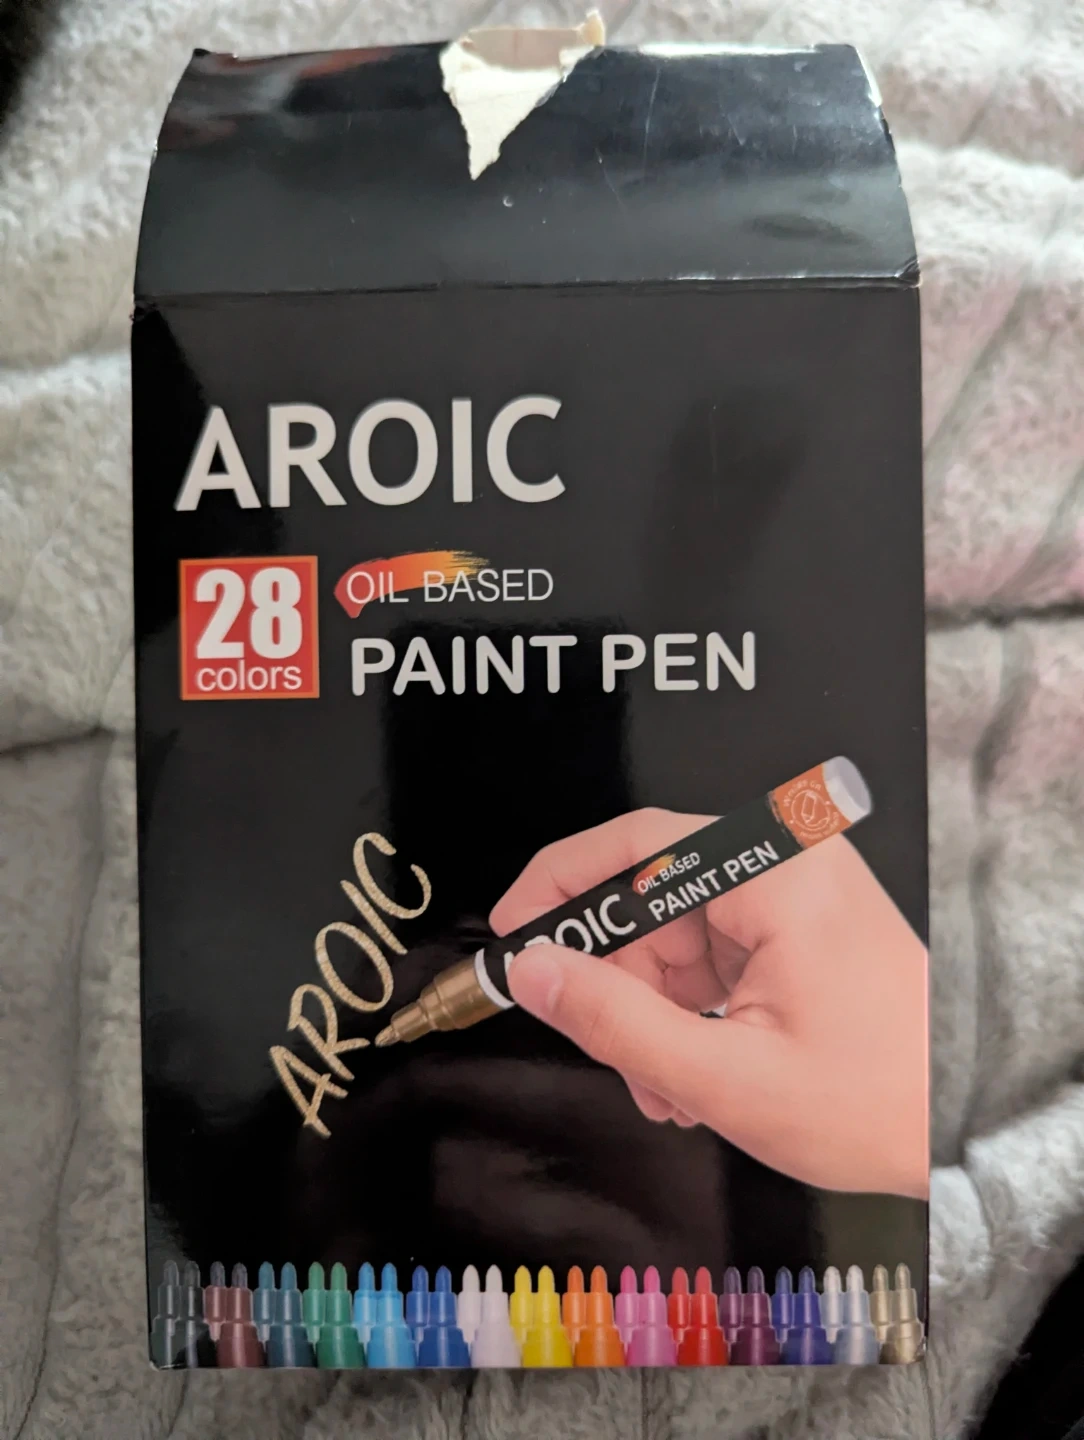 AROIC
28
colors
OIL BASED
PAINT PEN
AROIC
AROIC
OIL BASED
PAINT PEN